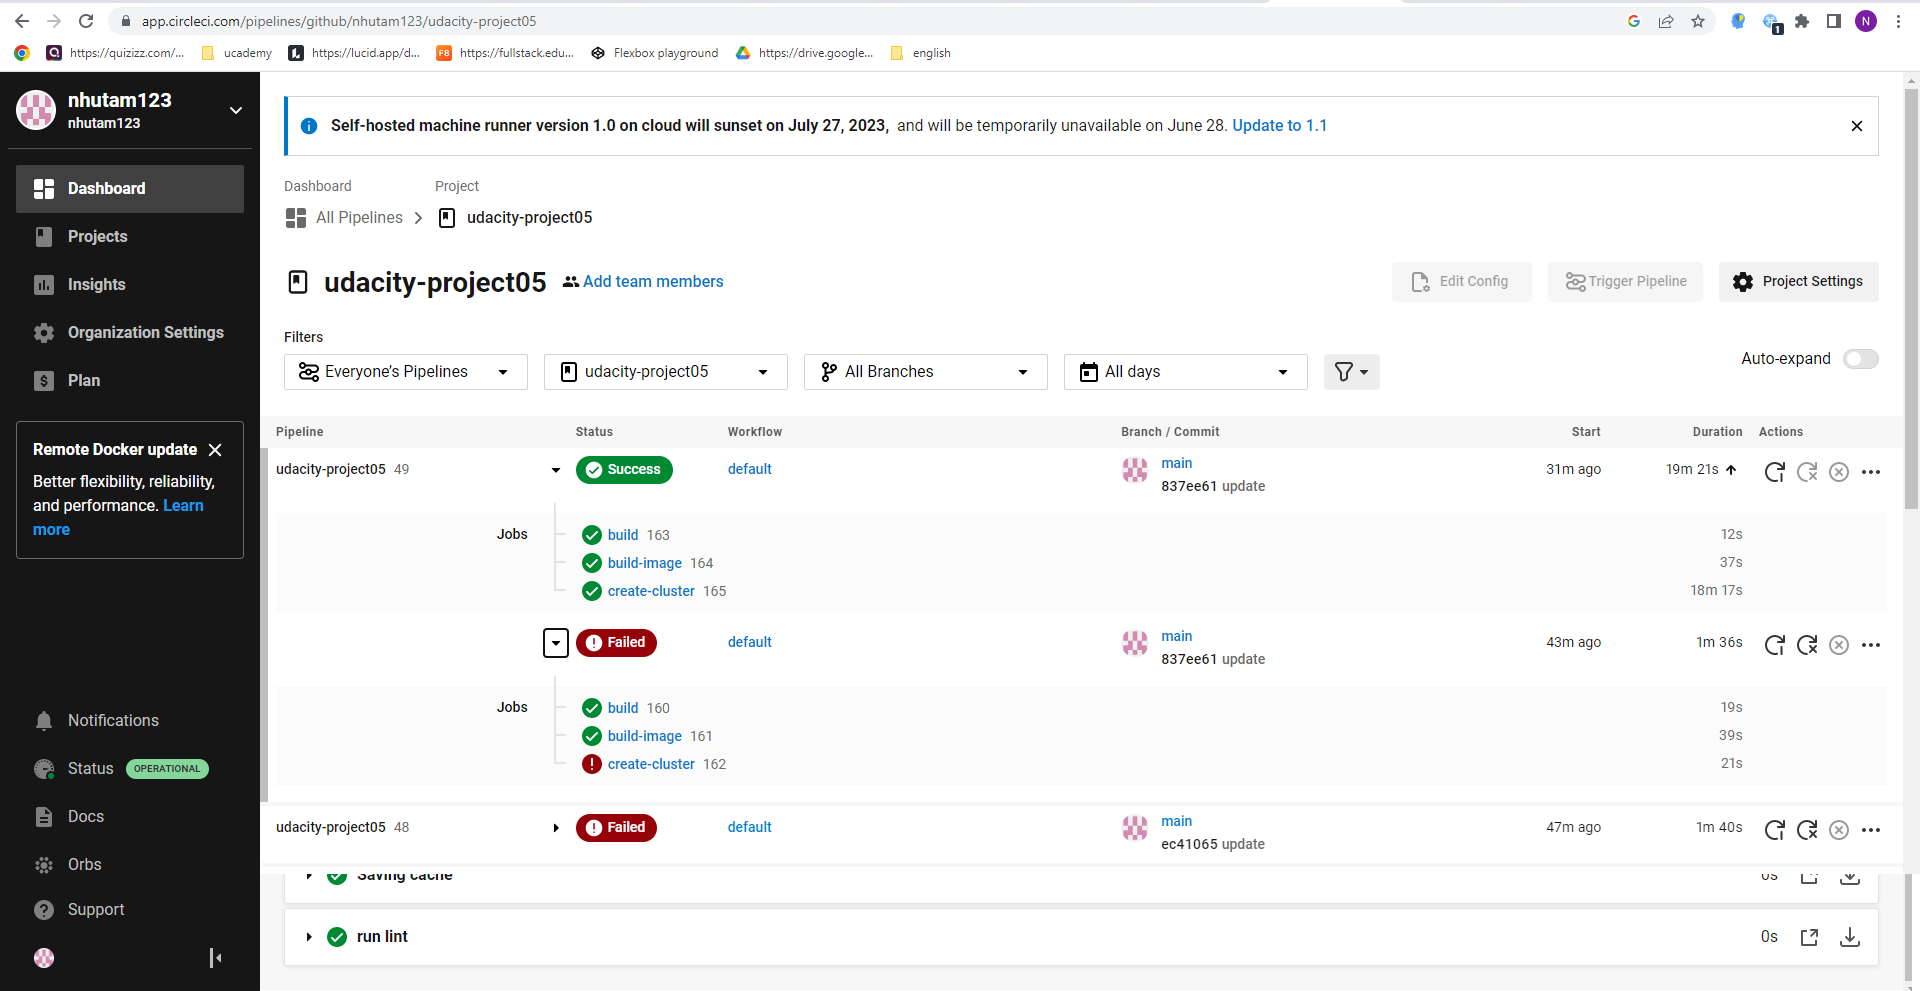 app.circleci.com/pipelines/github/nhutam123/udacity-project05
N
1
https://quizizz.com/...
ucademy
https://lucid.app/d...
F8
https://fullstack.edu...
Flexbox playground
https://drive.google...
english
nhutam123
nhutam123
Dashboard
Projects
Insights
Organization Settings
Plan
Remote Docker update
Better flexibility, reliability,
and performance. Learn
more
Notifications
Status OPERATIONAL
Docs
Orbs
Support
Self-hosted machine runner version 1.0 on cloud will sunset on July 27, 2023, and will be temporarily unavailable on June 28. Update to 1.1
Dashboard Project
All Pipelines udacity-project05
udacity-project05 Add team members
Edit Config Trigger Pipeline Project Settings
Filters
Everyone's Pipelines udacity-project05 All Branches All days
Auto-expand
Pipeline Status Workflow Branch / Commit Start Duration Actions
udacity-project05 49 Success default main 31m ago 19m 21s
837ee61 update
Jobs build 163 12s
build-image 164 37s
create-cluster 165 18m 17s
Failed default main 43m ago 1m 36s
837ee61 update
Jobs build 160 19s
build-image 161 39s
create-cluster 162 21s
udacity-project05 48 Failed default main 47m ago 1m 40s
ec41065 update
Saving cache 0s
run lint 0s